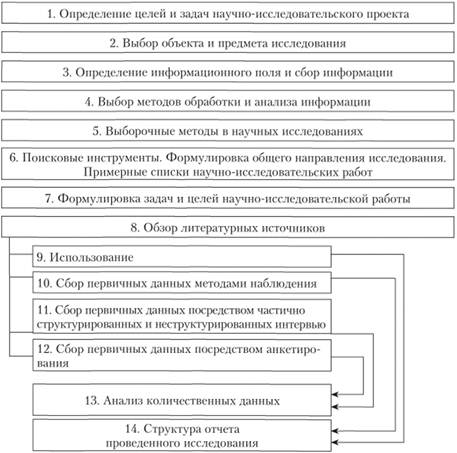 1. Определение целей и задач научно-исследовательского проекта
2. Выбор объекта и предмета исследования
3. Определение информационного поля и сбор информации
4. Выбор методов обработки и анализа информации
5. Выборочные методы в научных исследованиях
6. Поисковые инструменты. Формулировка общего направления исследования.
Примерные списки научно-исследовательских работ
7. Формулировка задач и целей научно-исследовательской работы
8. Обзор литературных источников
9. Использование
10. Сбор первичных данных методами наблюдения
11. Сбор первичных данных посредством частично
структурированных и неструктурированных интервью
12. Сбор первичных данных посредством анкетиро-
вания
13. Анализ количественных данных
14. Структура отчета
проведенного исследования